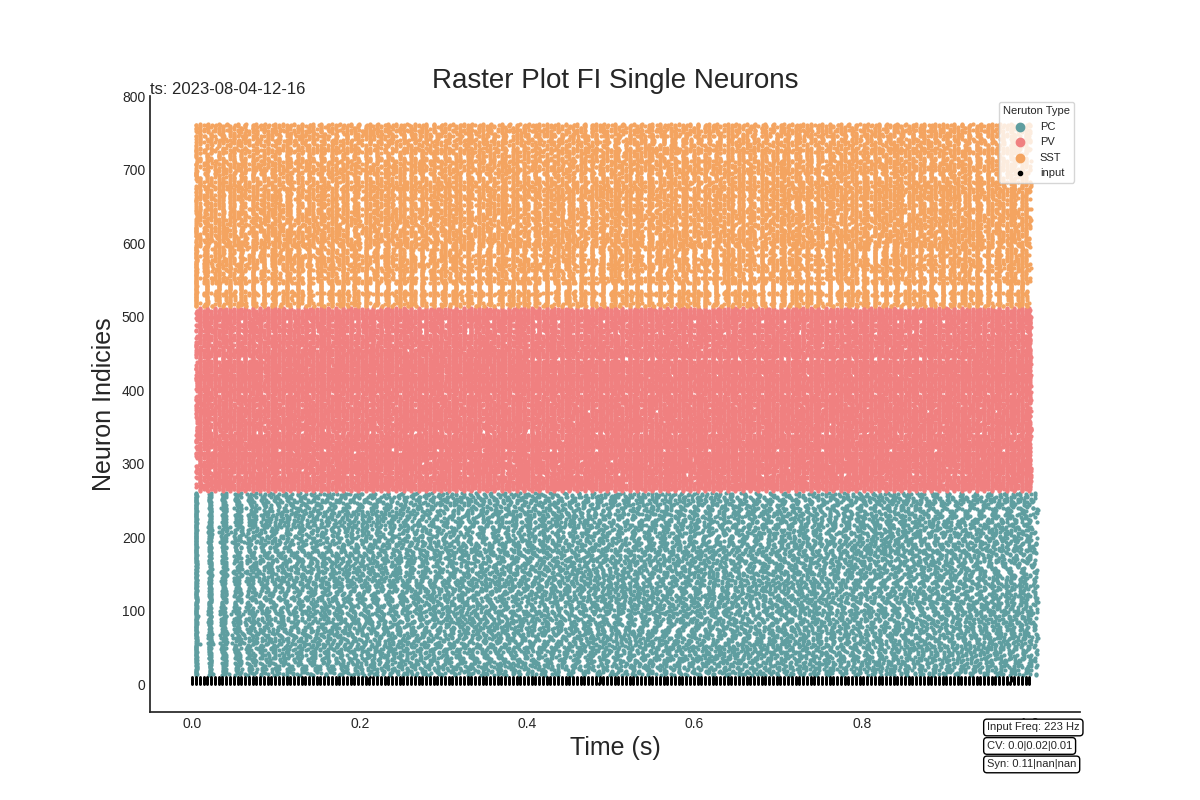 Raster Plot FI Single Neurons
ts: 2023-08-04-12-16
800
700
600
500
400
300
200
100
0
Neuron Indicies
Neruton Type
PC
PV
SST
input
0.0
0.2
0.4
0.6
0.8
Time (s)
Input Freq: 223 Hz
CV: 0.0|0.02|0.01
Syn: 0.11|nan|nan